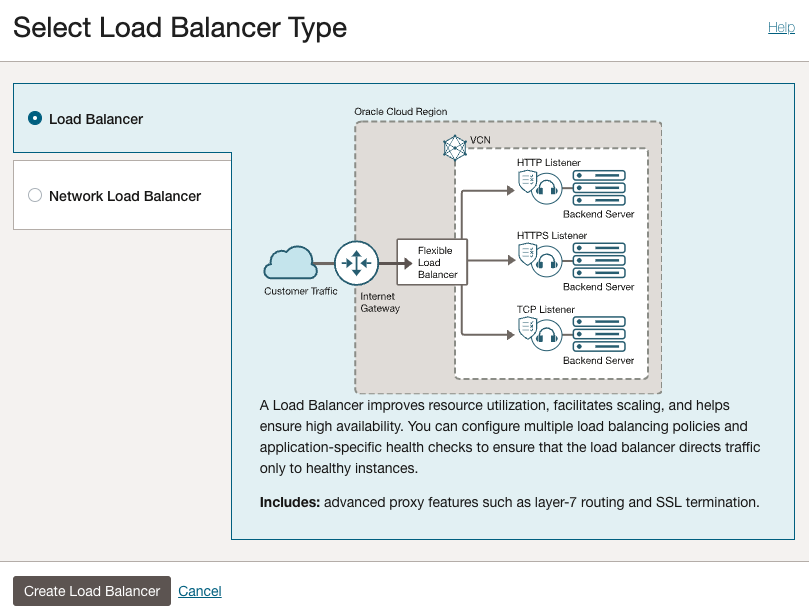 Select Load Balancer Type
Help
Load Balancer
Network Load Balancer
Oracle Cloud Region
VCN
HTTP Listener
Backend Server
HTTPS Listener
Backend Server
TCP Listener
Backend Server
Flexible
Load
Balancer
Customer Traffic
Internet
Gateway
A Load Balancer improves resource utilization, facilitates scaling, and helps
ensure high availability. You can configure multiple load balancing policies and
application-specific health checks to ensure that the load balancer directs traffic
only to healthy instances.
Includes: advanced proxy features such as layer-7 routing and SSL termination.
Create Load Balancer
Cancel